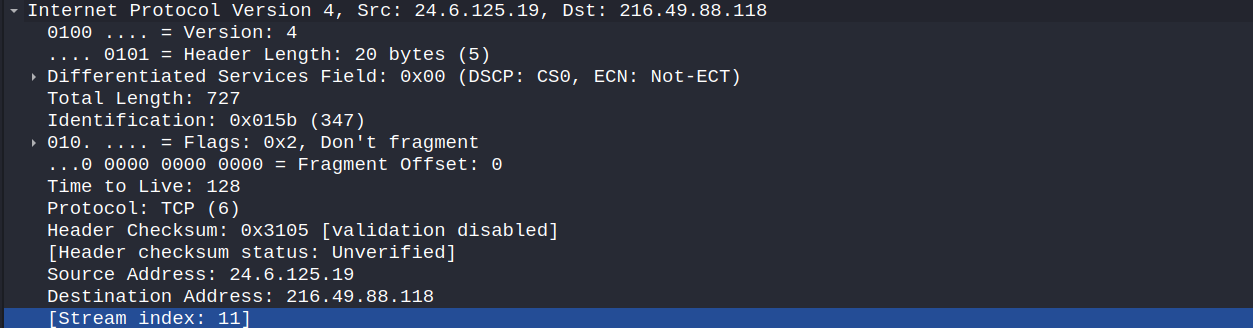 Internet Protocol Version 4, Src: 24.6.125.19, Dst: 216.49.88.118
0100 .... = Version: 4
.... 0101 = Header Length: 20 bytes (5)
Differentiated Services Field: 0x00 (DSCP: CS0, ECN: Not-ECT)
Total Length: 727
Identification: 0x015b (347)
010. .... = Flags: 0x2, Don't fragment
...0 0000 0000 0000 = Fragment Offset: 0
Time to Live: 128
Protocol: TCP (6)
Header Checksum: 0x3105 [validation disabled]
[Header checksum status: Unverified]
Source Address: 24.6.125.19
Destination Address: 216.49.88.118
[Stream index: 11]